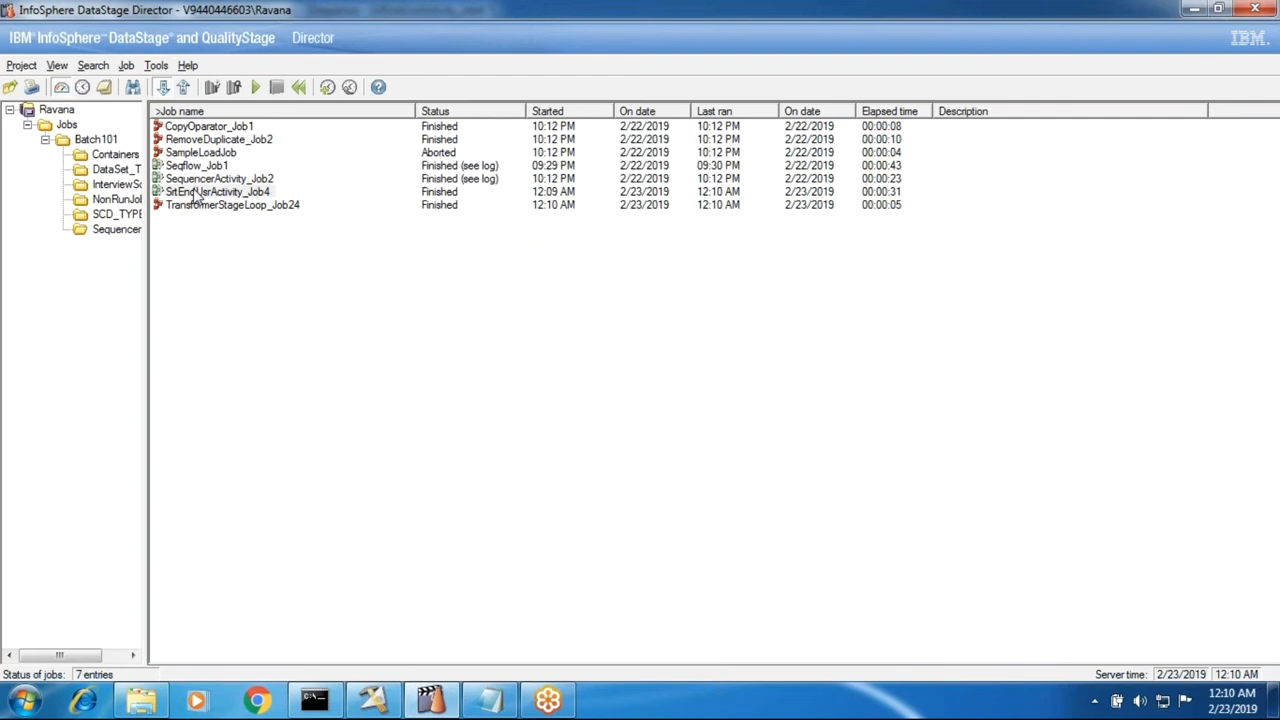 InfoSphere DataStage Director - V9440446603\Ravana
IBM InfoSphere DataStage and QualityStage Director
IBM
Project View Search Job Tools Help
Ravana
Jobs
Batch101
Containers
DataSet_T
InterviewSc
NonRunJol
SCD_TYPE
Sequencer
>Job name Status Started On date Last ran On date Elapsed time Description
CopyOparator_Job1 Finished 10:12 PM 2/22/2019 10:12 PM 2/22/2019 00:00:08
RemoveDuplicate_Job2 Finished 10:12 PM 2/22/2019 10:12 PM 2/22/2019 00:00:10
SampleLoadJob Aborted 10:12 PM 2/22/2019 10:12 PM 2/22/2019 00:00:04
Seqflow_Job1 Finished (see log) 09:29 PM 2/22/2019 09:30 PM 2/22/2019 00:00:43
SequencerActivity_Job2 Finished (see log) 10:12 PM 2/22/2019 10:12 PM 2/22/2019 00:00:23
SrtEndUsrActivity_Job4 Finished 12:09 AM 2/23/2019 12:10 AM 2/23/2019 00:00:31
TransformerStageLoop_Job24 Finished 12:10 AM 2/23/2019 12:10 AM 2/23/2019 00:00:05
Status of jobs: 7 entries Server time: 2/23/2019 12:10 AM
C:\.
12:10 AM
2/23/2019